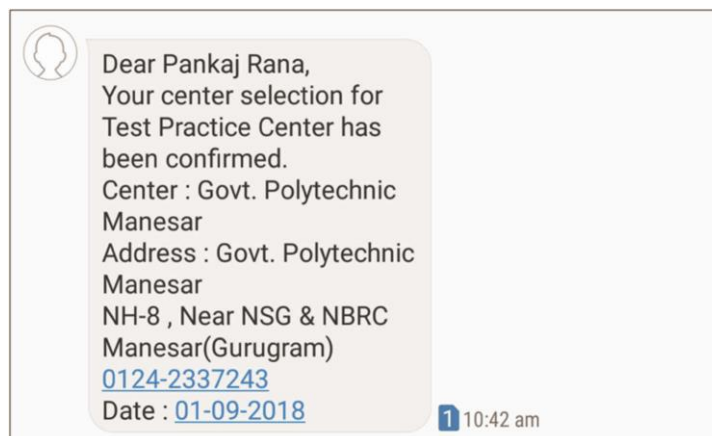 Dear Pankaj Rana,
Your center selection for
Test Practice Center has
been confirmed.
Center : Govt. Polytechnic
Manesar
Address : Govt. Polytechnic
Manesar
NH-8 , Near NSG & NBRC
Manesar(Gurugram)
0124-2337243
Date : 01-09-2018
1 10:42 am